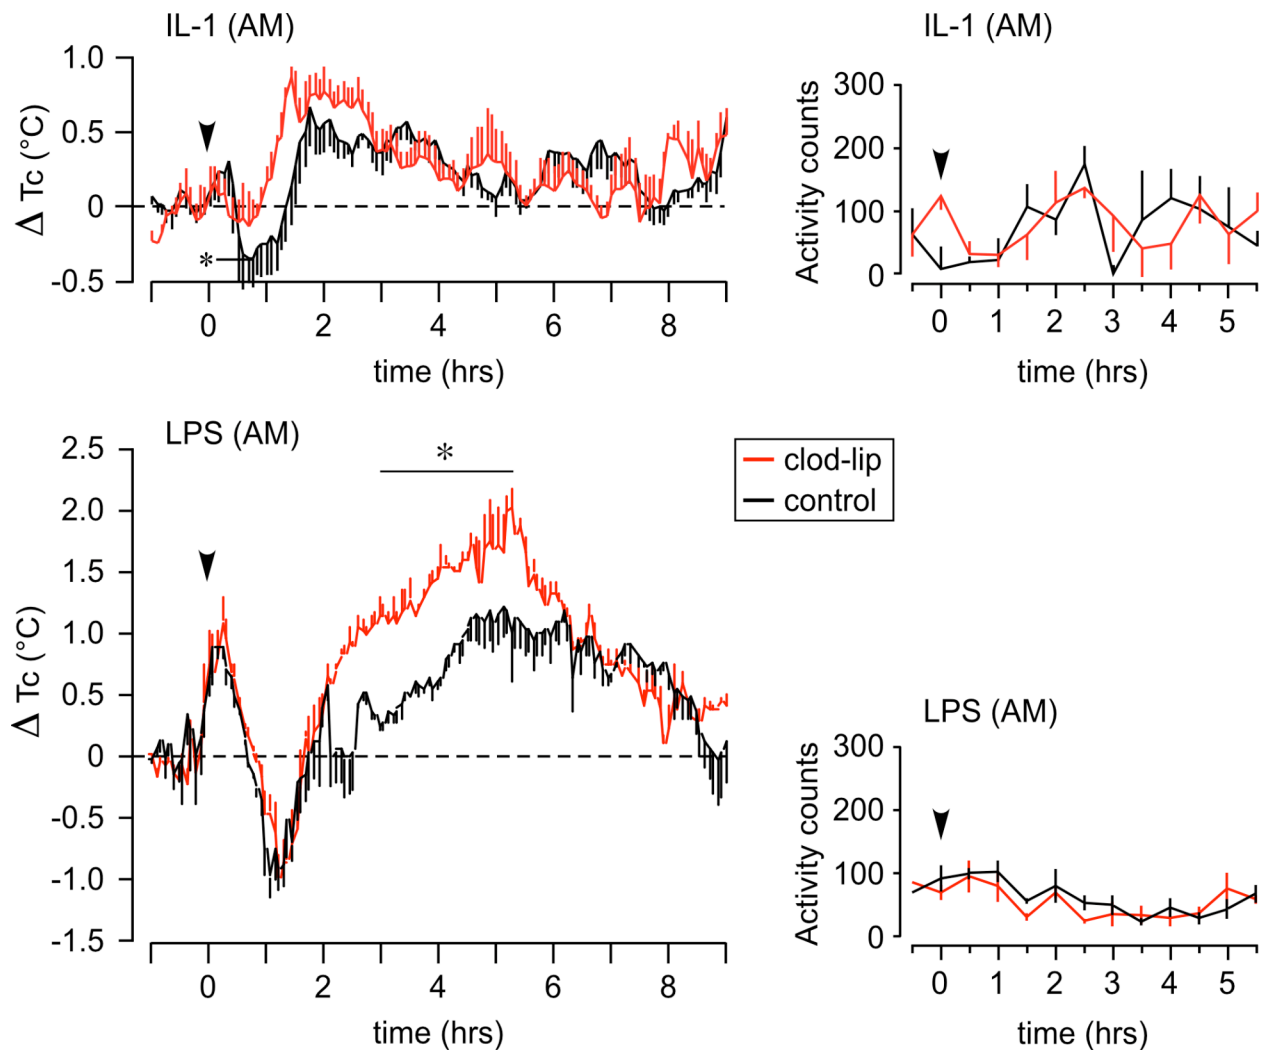 IL-1 (AM)
1.0
0.5
0
-0.5
Δ Tc (°C)
*
0 2 4 6 8
time (hrs)
IL-1 (AM)
300
200
100
0
Activity counts
0 1 2 3 4 5
time (hrs)
LPS (AM)
2.5
2.0
1.5
1.0
0.5
0
-0.5
-1.0
-1.5
Δ Tc (°C)
*
0 2 4 6 8
time (hrs)
clod-lip
control
LPS (AM)
300
200
100
0
Activity counts
0 1 2 3 4 5
time (hrs)